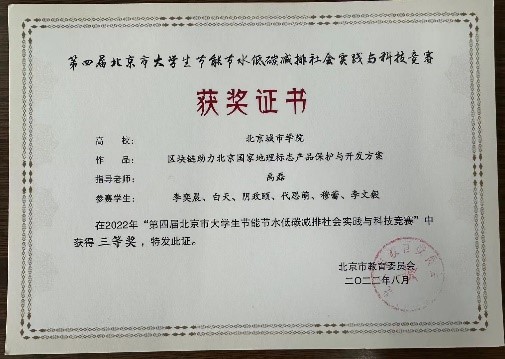 第四届北京市大学生节能节水低碳减排社会实践与科技竞赛
获奖证书
高校： 北京城市学院
作品： 区块链助力北京国家地理标志产品保护与开发方案
指导老师： 高磊
参赛学生： 李奕晨、白天、阴政颐、代思萌、穆蕾、李文毅
在2022年“第四届北京市大学生节能节水低碳减排社会实践与科技竞赛”中
获得 三等奖，特发此证。
北京市教育委员会
二〇二二年八月